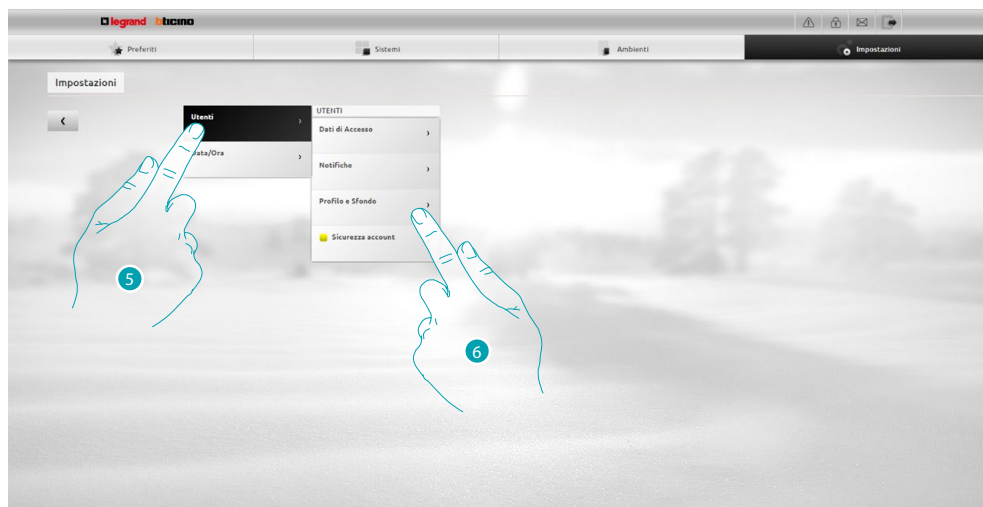 legrand bticino
Preferiti
Sistemi
Ambienti
Impostazioni
Impostazioni
Utenti
Data/Ora
UTENTI
Dati di Accesso
Notifiche
Profilo e Sfondo
Sicurezza account
5
6